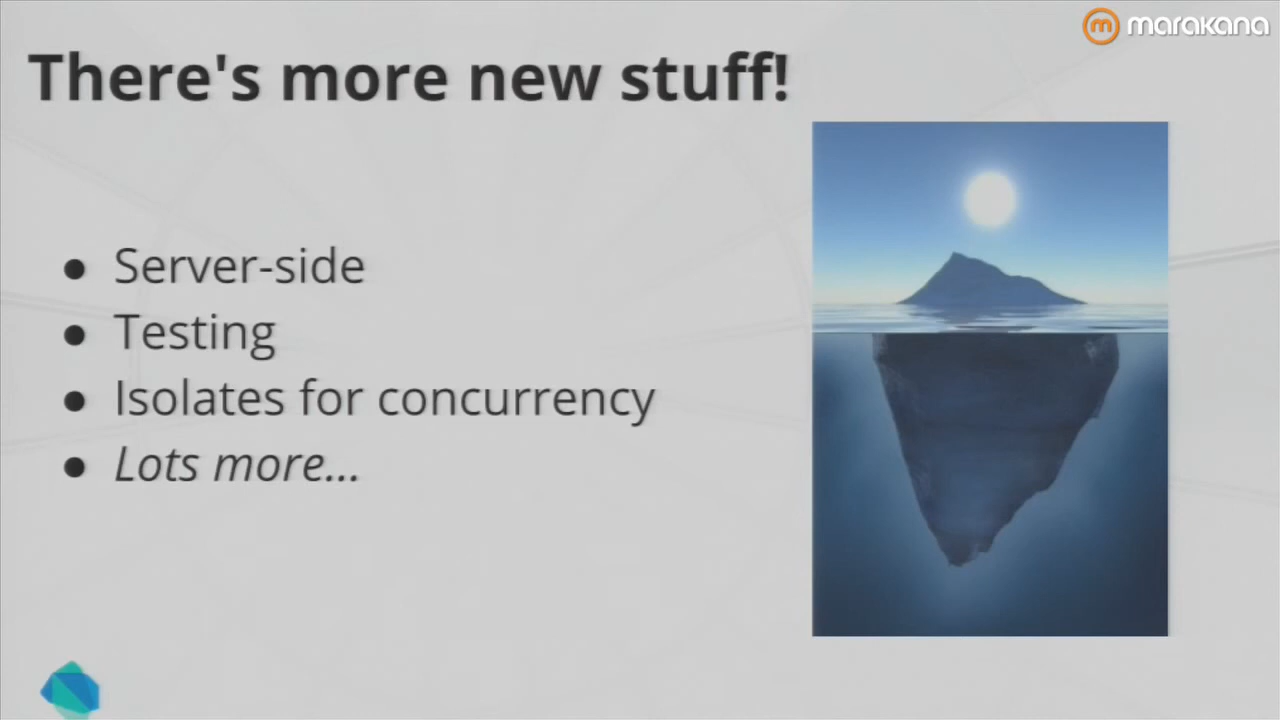 marakana
There's more new stuff!
● Server-side
● Testing
● Isolates for concurrency
● Lots more...